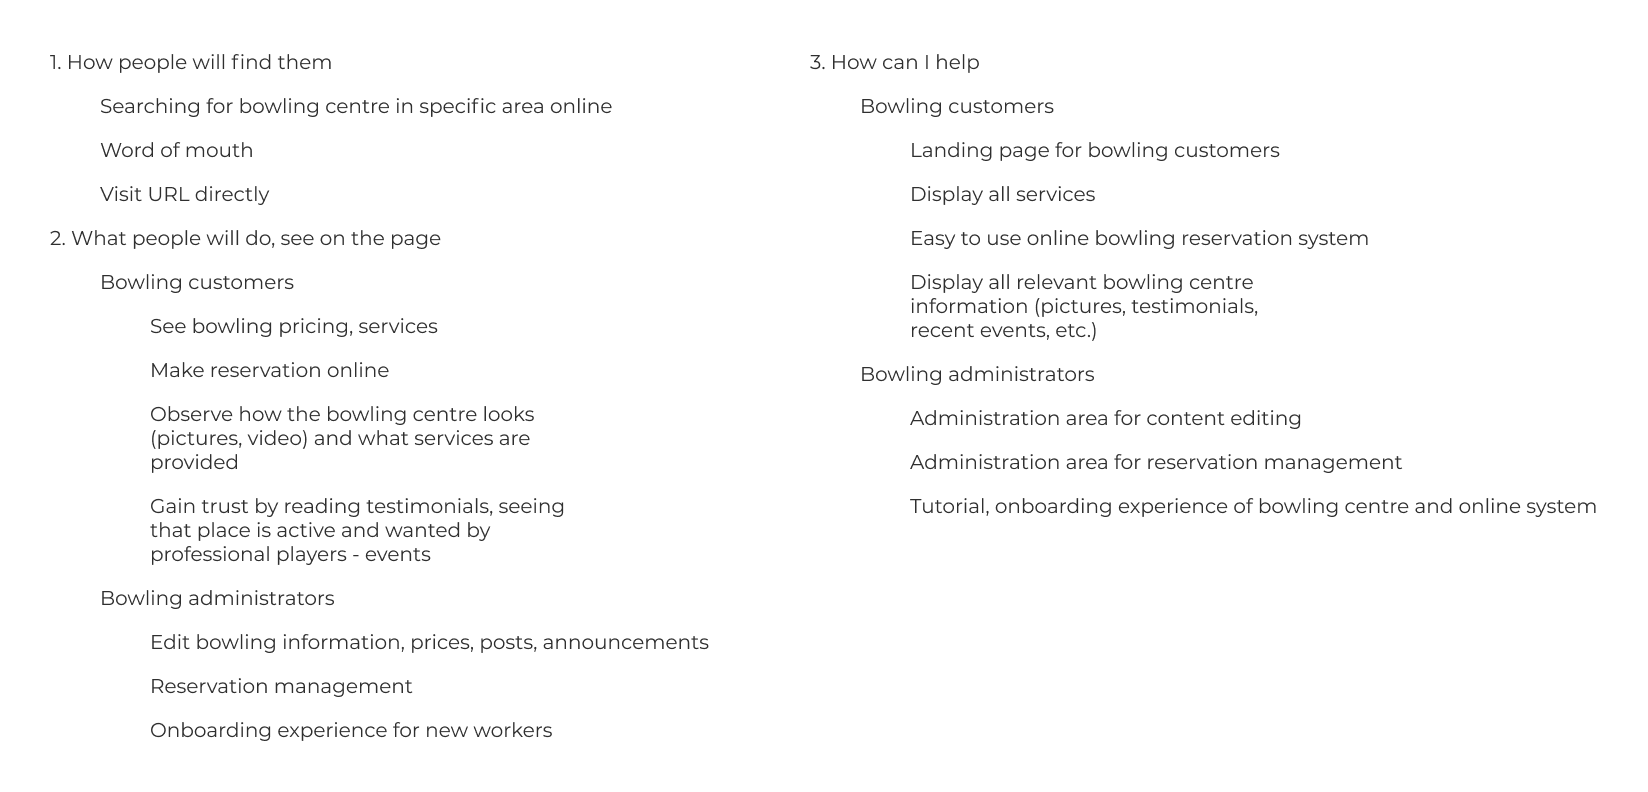 1. How people will find them
Searching for bowling centre in specific area online
Word of mouth
Visit URL directly
2. What people will do, see on the page
Bowling customers
See bowling pricing, services
Make reservation online
Observe how the bowling centre looks
(pictures, video) and what services are
provided
Gain trust by reading testimonials, seeing
that place is active and wanted by
professional players - events
Bowling administrators
Edit bowling information, prices, posts, announcements
Reservation management
Onboarding experience for new workers
3. How can I help
Bowling customers
Landing page for bowling customers
Display all services
Easy to use online bowling reservation system
Display all relevant bowling centre
information (pictures, testimonials,
recent events, etc.)
Bowling administrators
Administration area for content editing
Administration area for reservation management
Tutorial, onboarding experience of bowling centre and online system